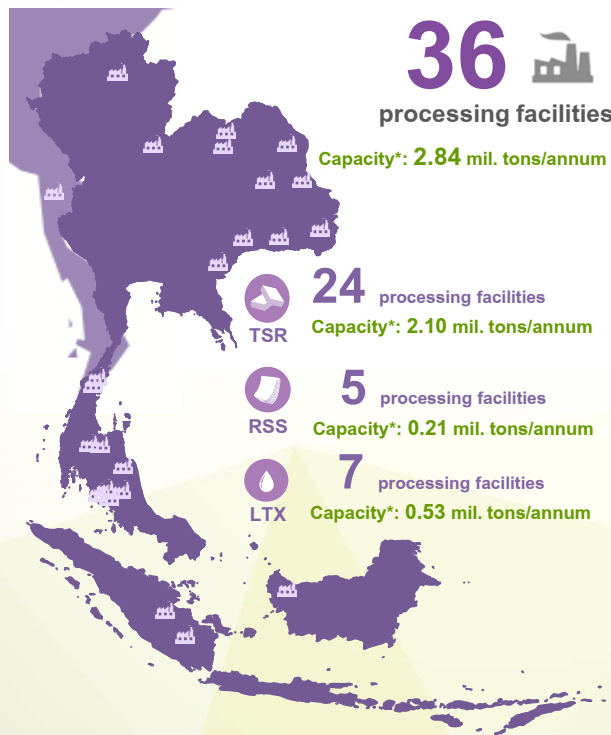 36
processing facilities
Capacity*: 2.84 mil. tons/annum
24 processing facilities
Capacity*: 2.10 mil. tons/annum
TSR
5 processing facilities
Capacity*: 0.21 mil. tons/annum
RSS
7 processing facilities
Capacity*: 0.53 mil. tons/annum
LTX